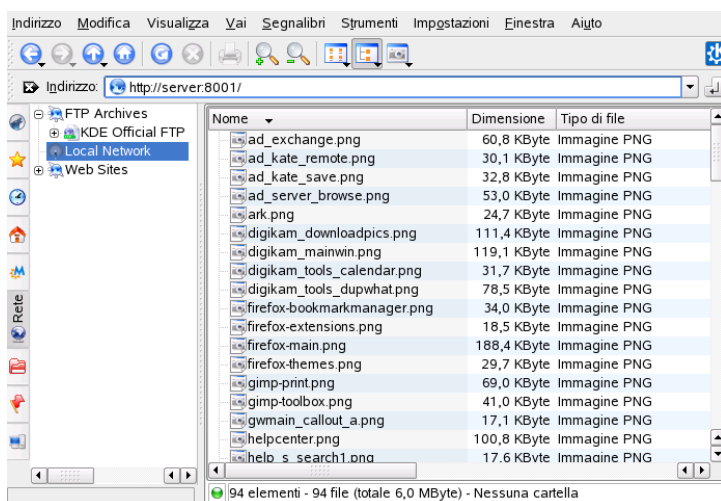 Indirizzo Modifica Visualizza Vai Segnalibri Strumenti Impostazioni Finestra Aiuto
Indirizzo: http://server:8001/
FTP Archives
KDE Official FTP
Local Network
Web Sites
Rete
Nome Dimensione Tipo di file
ad_exchange.png 60,8 KByte Immagine PNG
ad_kate_remote.png 30,1 KByte Immagine PNG
ad_kate_save.png 32,8 KByte Immagine PNG
ad_server_browse.png 53,0 KByte Immagine PNG
ark.png 24,7 KByte Immagine PNG
digikam_downloadpics.png 111,4 KByte Immagine PNG
digikam_mainwin.png 119,1 KByte Immagine PNG
digikam_tools_calendar.png 31,7 KByte Immagine PNG
digikam_tools_dupwhat.png 78,5 KByte Immagine PNG
firefox-bookmarkmanager.png 34,0 KByte Immagine PNG
firefox-extensions.png 18,5 KByte Immagine PNG
firefox-main.png 188,4 KByte Immagine PNG
firefox-themes.png 29,7 KByte Immagine PNG
gimp-print.png 69,0 KByte Immagine PNG
gimp-toolbox.png 41,0 KByte Immagine PNG
gwmain_callout_a.png 17,1 KByte Immagine PNG
helpcenter.png 100,8 KByte Immagine PNG
help_s_search1.png 17,6 KByte Immagine PNG
94 elementi - 94 file (totale 6,0 MByte) - Nessuna cartella